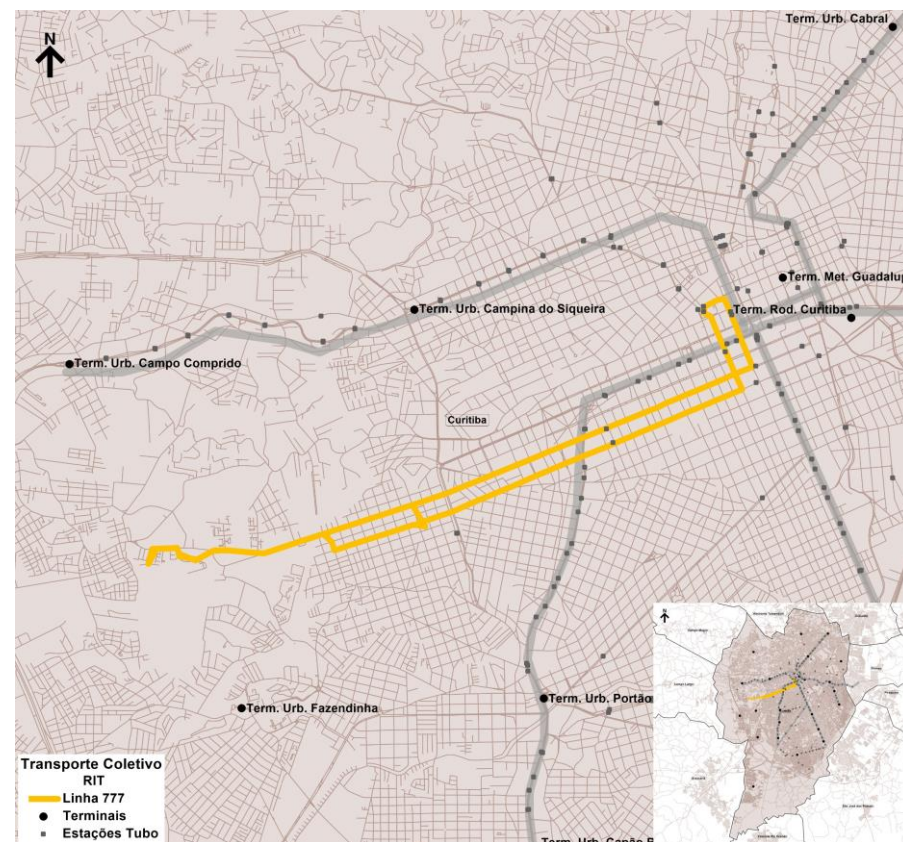 Term. Urb. Cabral
N
Term. Met. Guadalup
Term. Urb. Campina do Siqueira
Term. Rod. Curitiba
Term. Urb. Campo Comprido
Curitiba
Term. Urb. Portão
Term. Urb. Fazendinha
Transporte Coletivo
RIT
Linha 777
Terminais
Estações Tubo
N